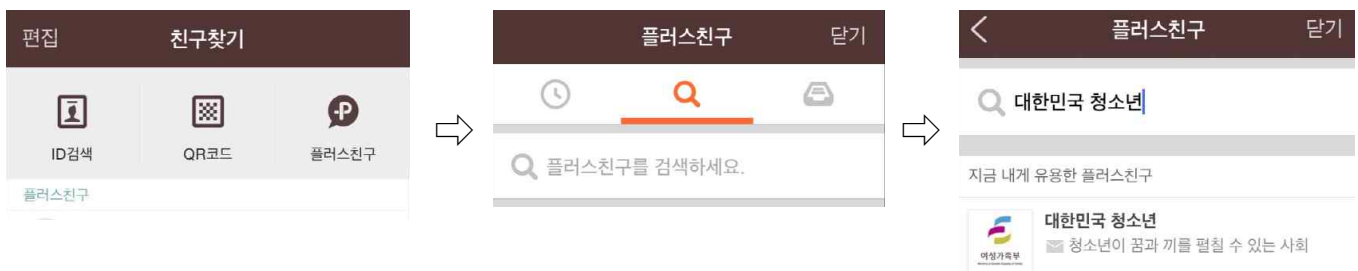 편집 친구찾기
ID검색 QR코드 플러스친구
플러스친구
플러스친구 닫기
플러스친구를 검색하세요.
플러스친구 닫기
대한민국 청소년
지금 내게 유용한 플러스친구
대한민국 청소년
청소년이 꿈과 끼를 펼칠 수 있는 사회
여성가족부